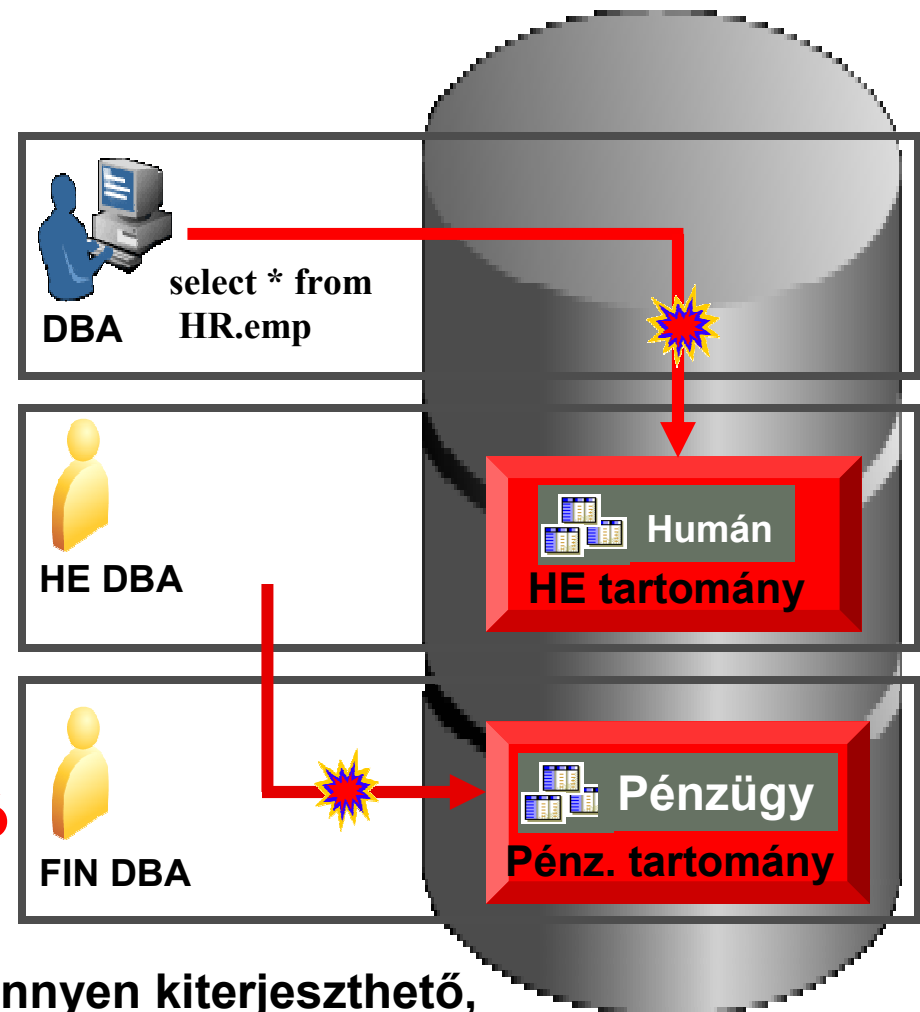 select * from
HR.emp
DBA
Humán
HE tartomány
HE DBA
Pénzügy
Pénz. tartomány
FIN DBA
nnyen kiterjeszthető,